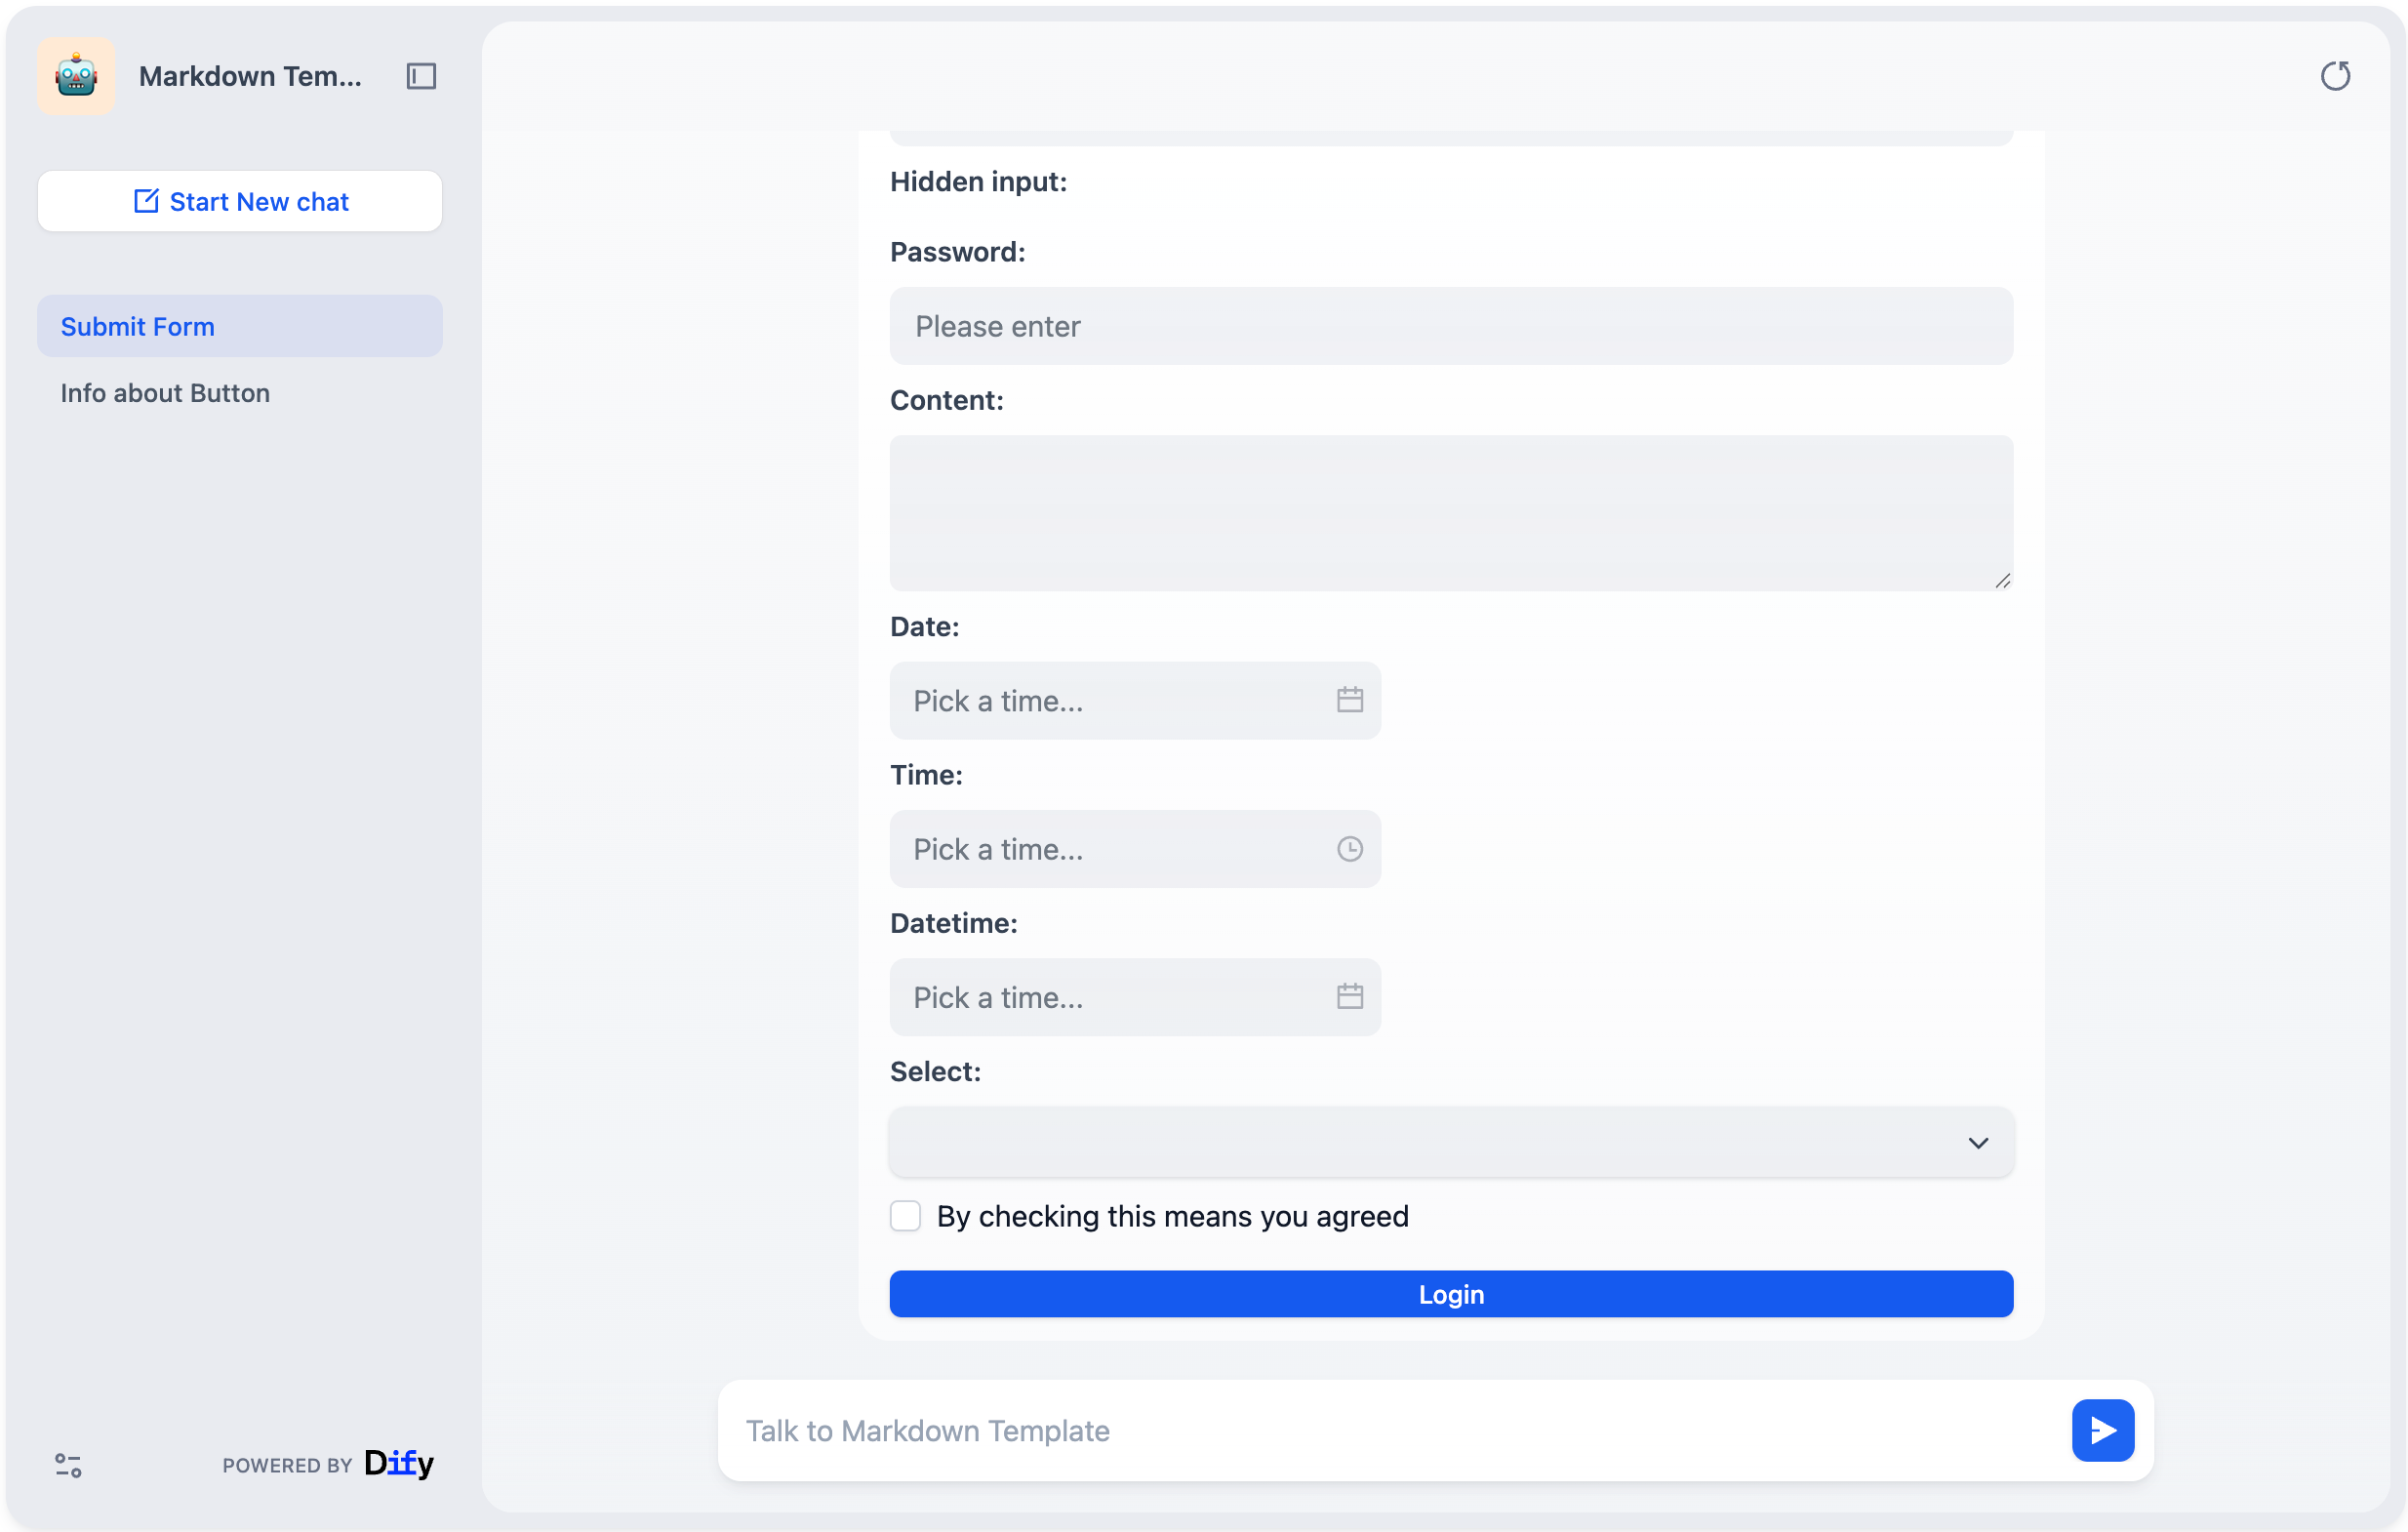 Markdown Tem...
Start New chat
Submit Form
Info about Button
POWERED BY Dify
Hidden input:
Password:
Please enter
Content:
Date:
Pick a time...
Time:
Pick a time...
Datetime:
Pick a time...
Select:
By checking this means you agreed
Login
Talk to Markdown Template